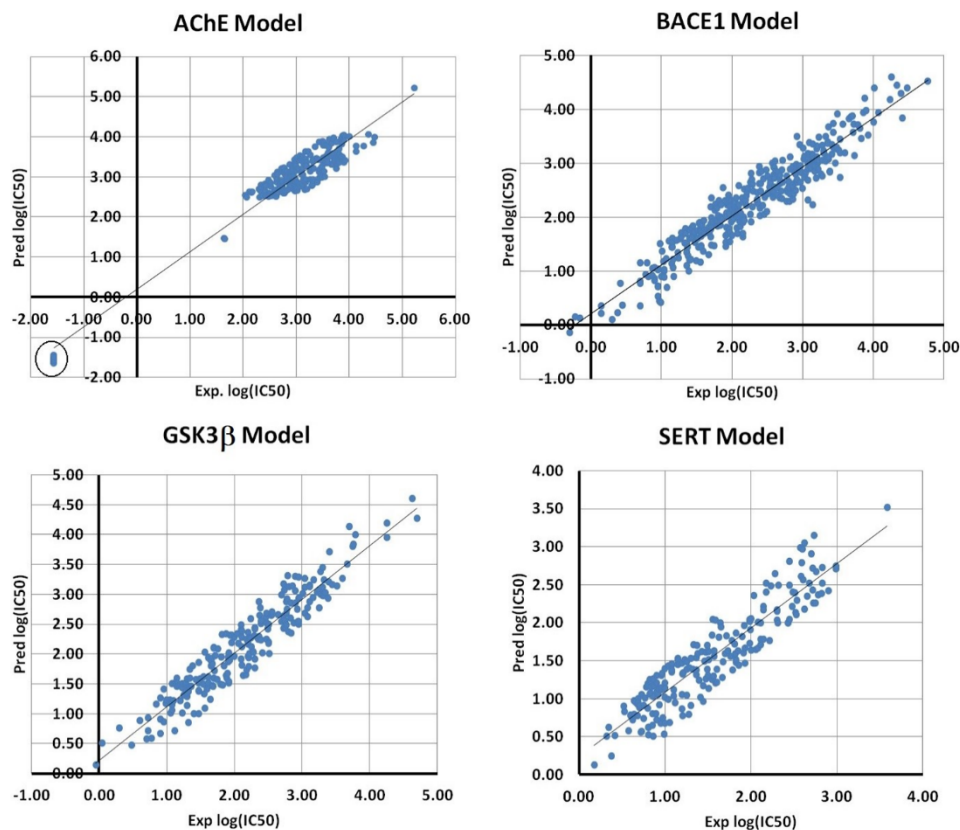 AChE Model
6.00
5.00
4.00
3.00
2.00
1.00
0.00
-1.00
-2.00
-2.00 -1.00 0.00 1.00 2.00 3.00 4.00 5.00 6.00
Pred log(IC50)
Exp. log(IC50)
BACE1 Model
5.00
4.00
3.00
2.00
1.00
0.00
-1.00
-1.00 0.00 1.00 2.00 3.00 4.00 5.00
Pred log(IC50)
Exp log(IC50)
GSK3β Model
5.00
4.50
4.00
3.50
3.00
2.50
2.00
1.50
1.00
0.50
0.00
-1.00 0.00 1.00 2.00 3.00 4.00 5.00
Pred log(IC50)
Exp log(IC50)
SERT Model
4.00
3.50
3.00
2.50
2.00
1.50
1.00
0.50
0.00
0.00 1.00 2.00 3.00 4.00
Pred log(IC50)
Exp log(IC50)